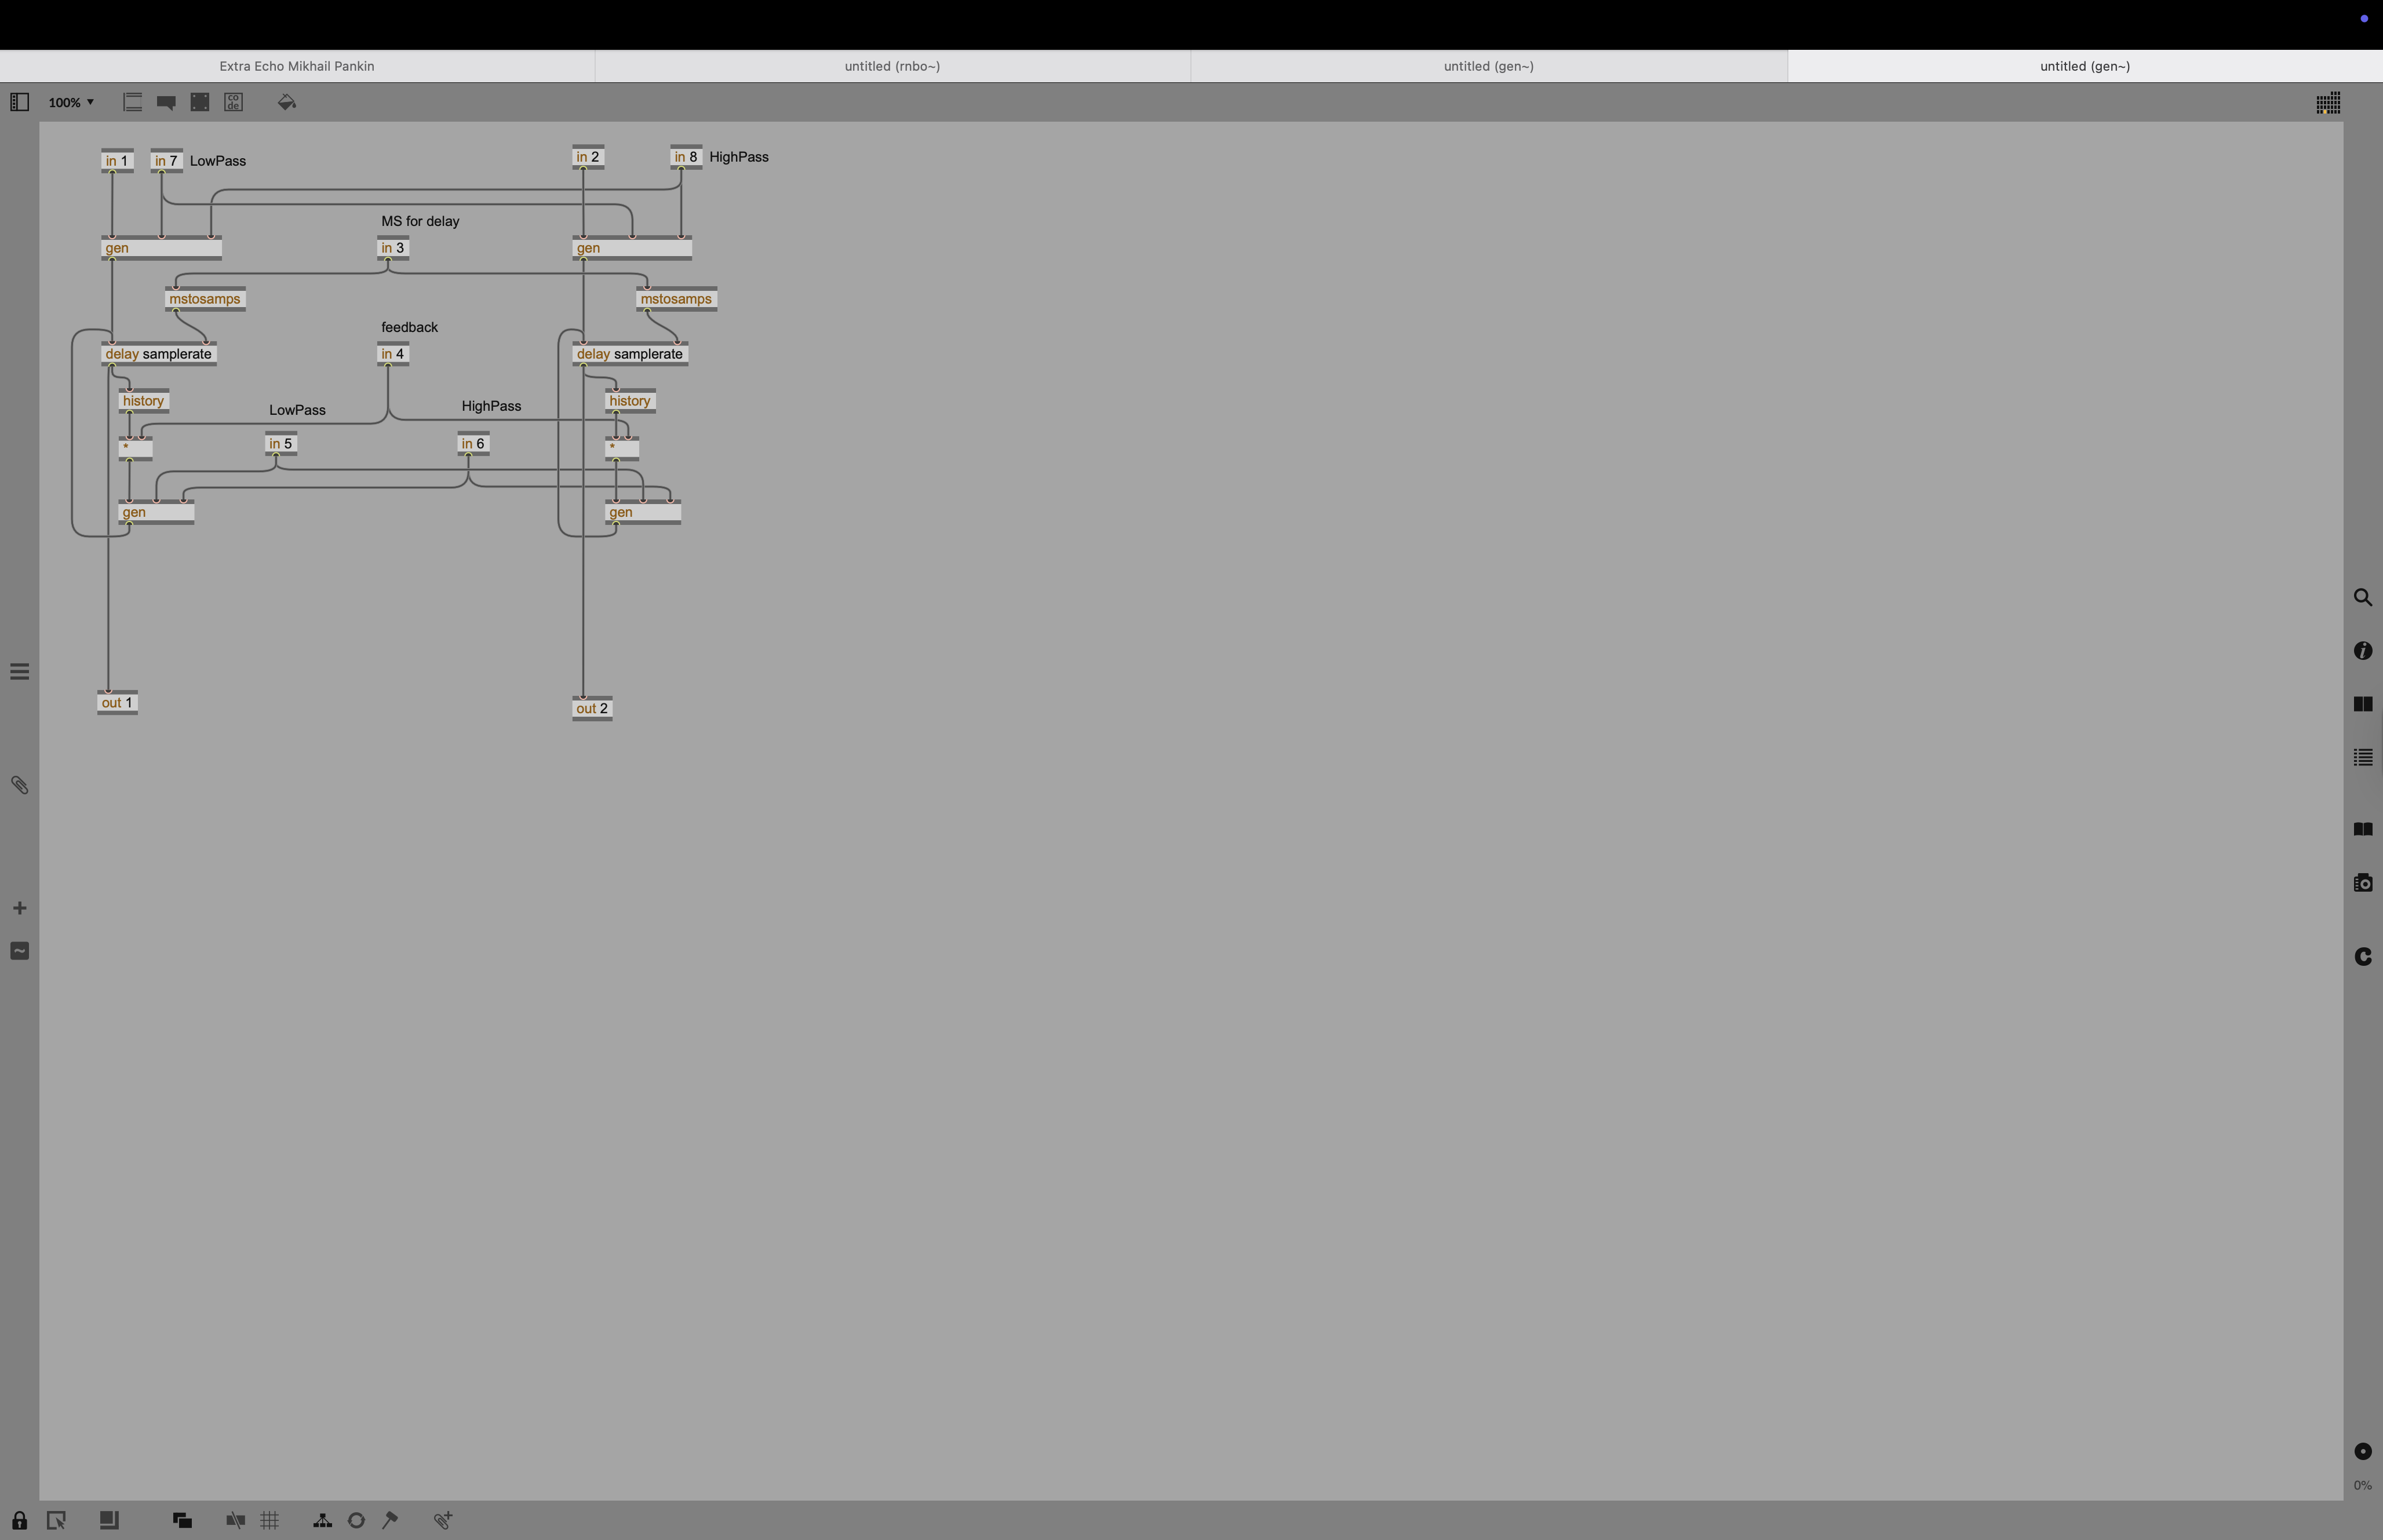 Extra Echo Mikhail Pankin
untitled (rnbo~)
untitled (gen~)
untitled (gen~)
100%
co
de
in 1
in 7
LowPass
in 2
in 8
HighPass
MS for delay
gen
in 3
gen
mstosamps
mstosamps
feedback
delay samplerate
in 4
delay samplerate
history
history
LowPass
HighPass
*
in 5
in 6
*
gen
gen
out 1
out 2
0%